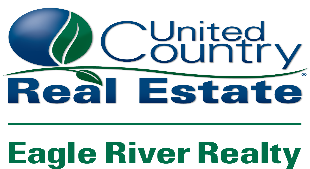 United
Country
®
Real Estate
Eagle River Realty